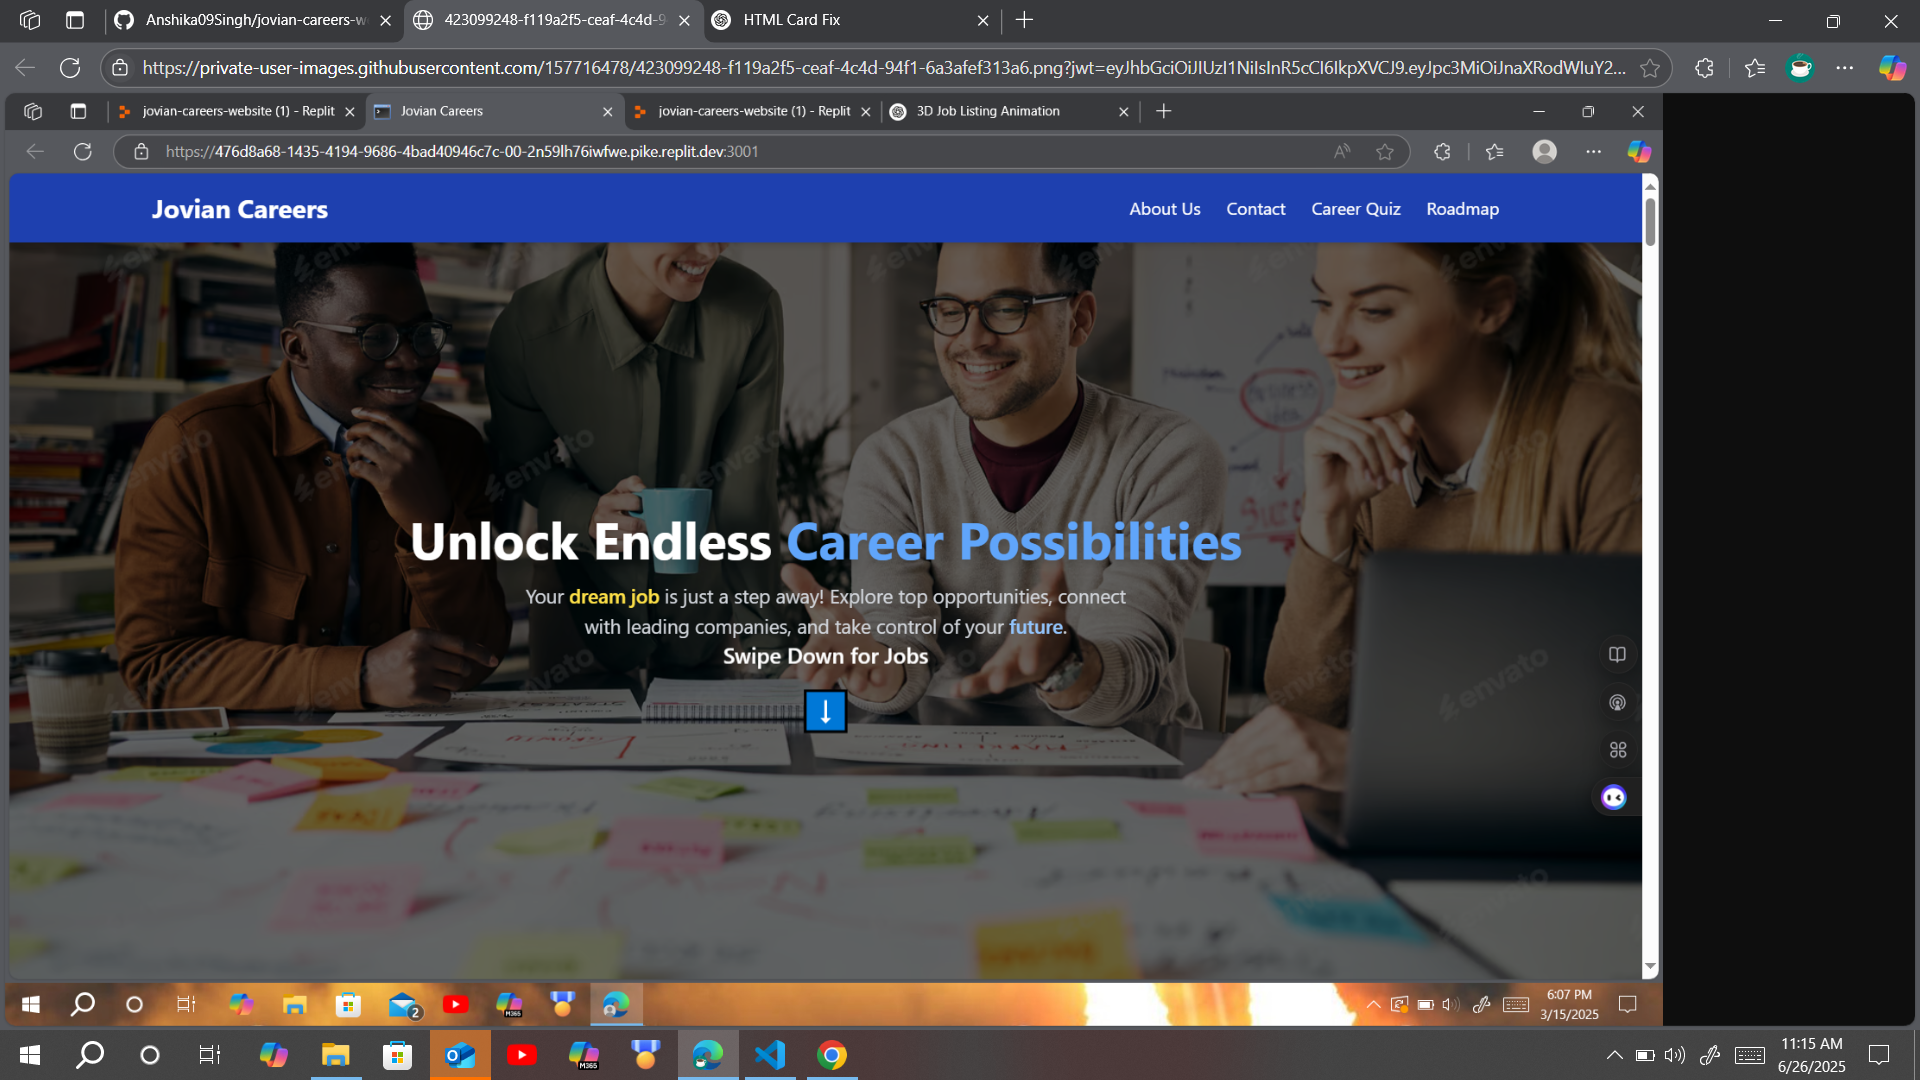 Anshika09Singh/jovian-careers-w
423099248-f119a2f5-ceaf-4c4d-9
HTML Card Fix
https://private-user-images.githubusercontent.com/157716478/423099248-f119a2f5-ceaf-4c4d-94f1-6a3afef313a6.png?jwt=eyJhbGciOiJIUzI1NiIsInR5cCI6IkpXVCJ9.eyJpc3MiOiJnaXRodWIuY2...
jovian-careers-website (1) - Replit
Jovian Careers
jovian-careers-website (1) - Replit
3D Job Listing Animation
https://476d8a68-1435-4194-9686-4bad40946c7c-00-2n59lh76iwfwe.pike.replit.dev:3001
Jovian Careers
About Us
Contact
Career Quiz
Roadmap
envato
Unlock Endless Career Possibilities
Your dream job is just a step away! Explore top opportunities, connect
with leading companies, and take control of your future.
Swipe Down for Jobs
2
M365
6:07 PM
3/15/2025
M365
11:15 AM
6/26/2025